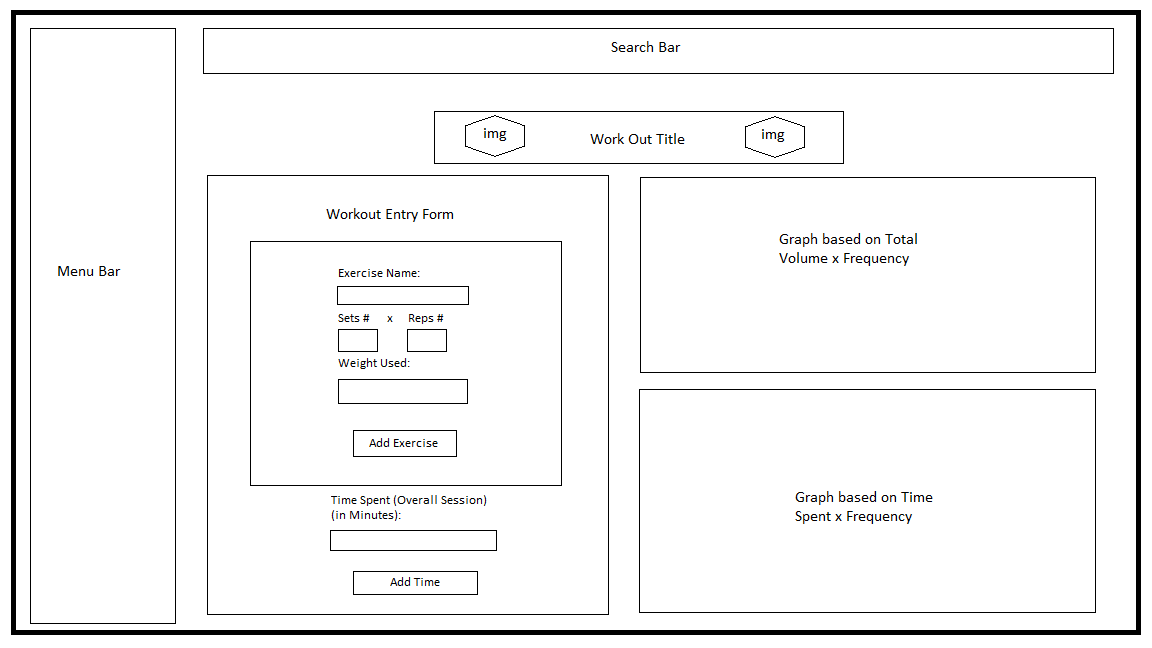 Search Bar
img
Work Out Title
img
Menu Bar
Workout Entry Form
Exercise Name:
Sets # x Reps #
Weight Used:
Add Exercise
Time Spent (Overall Session)
(in Minutes):
Add Time
Graph based on Total
Volume x Frequency
Graph based on Time
Spent x Frequency